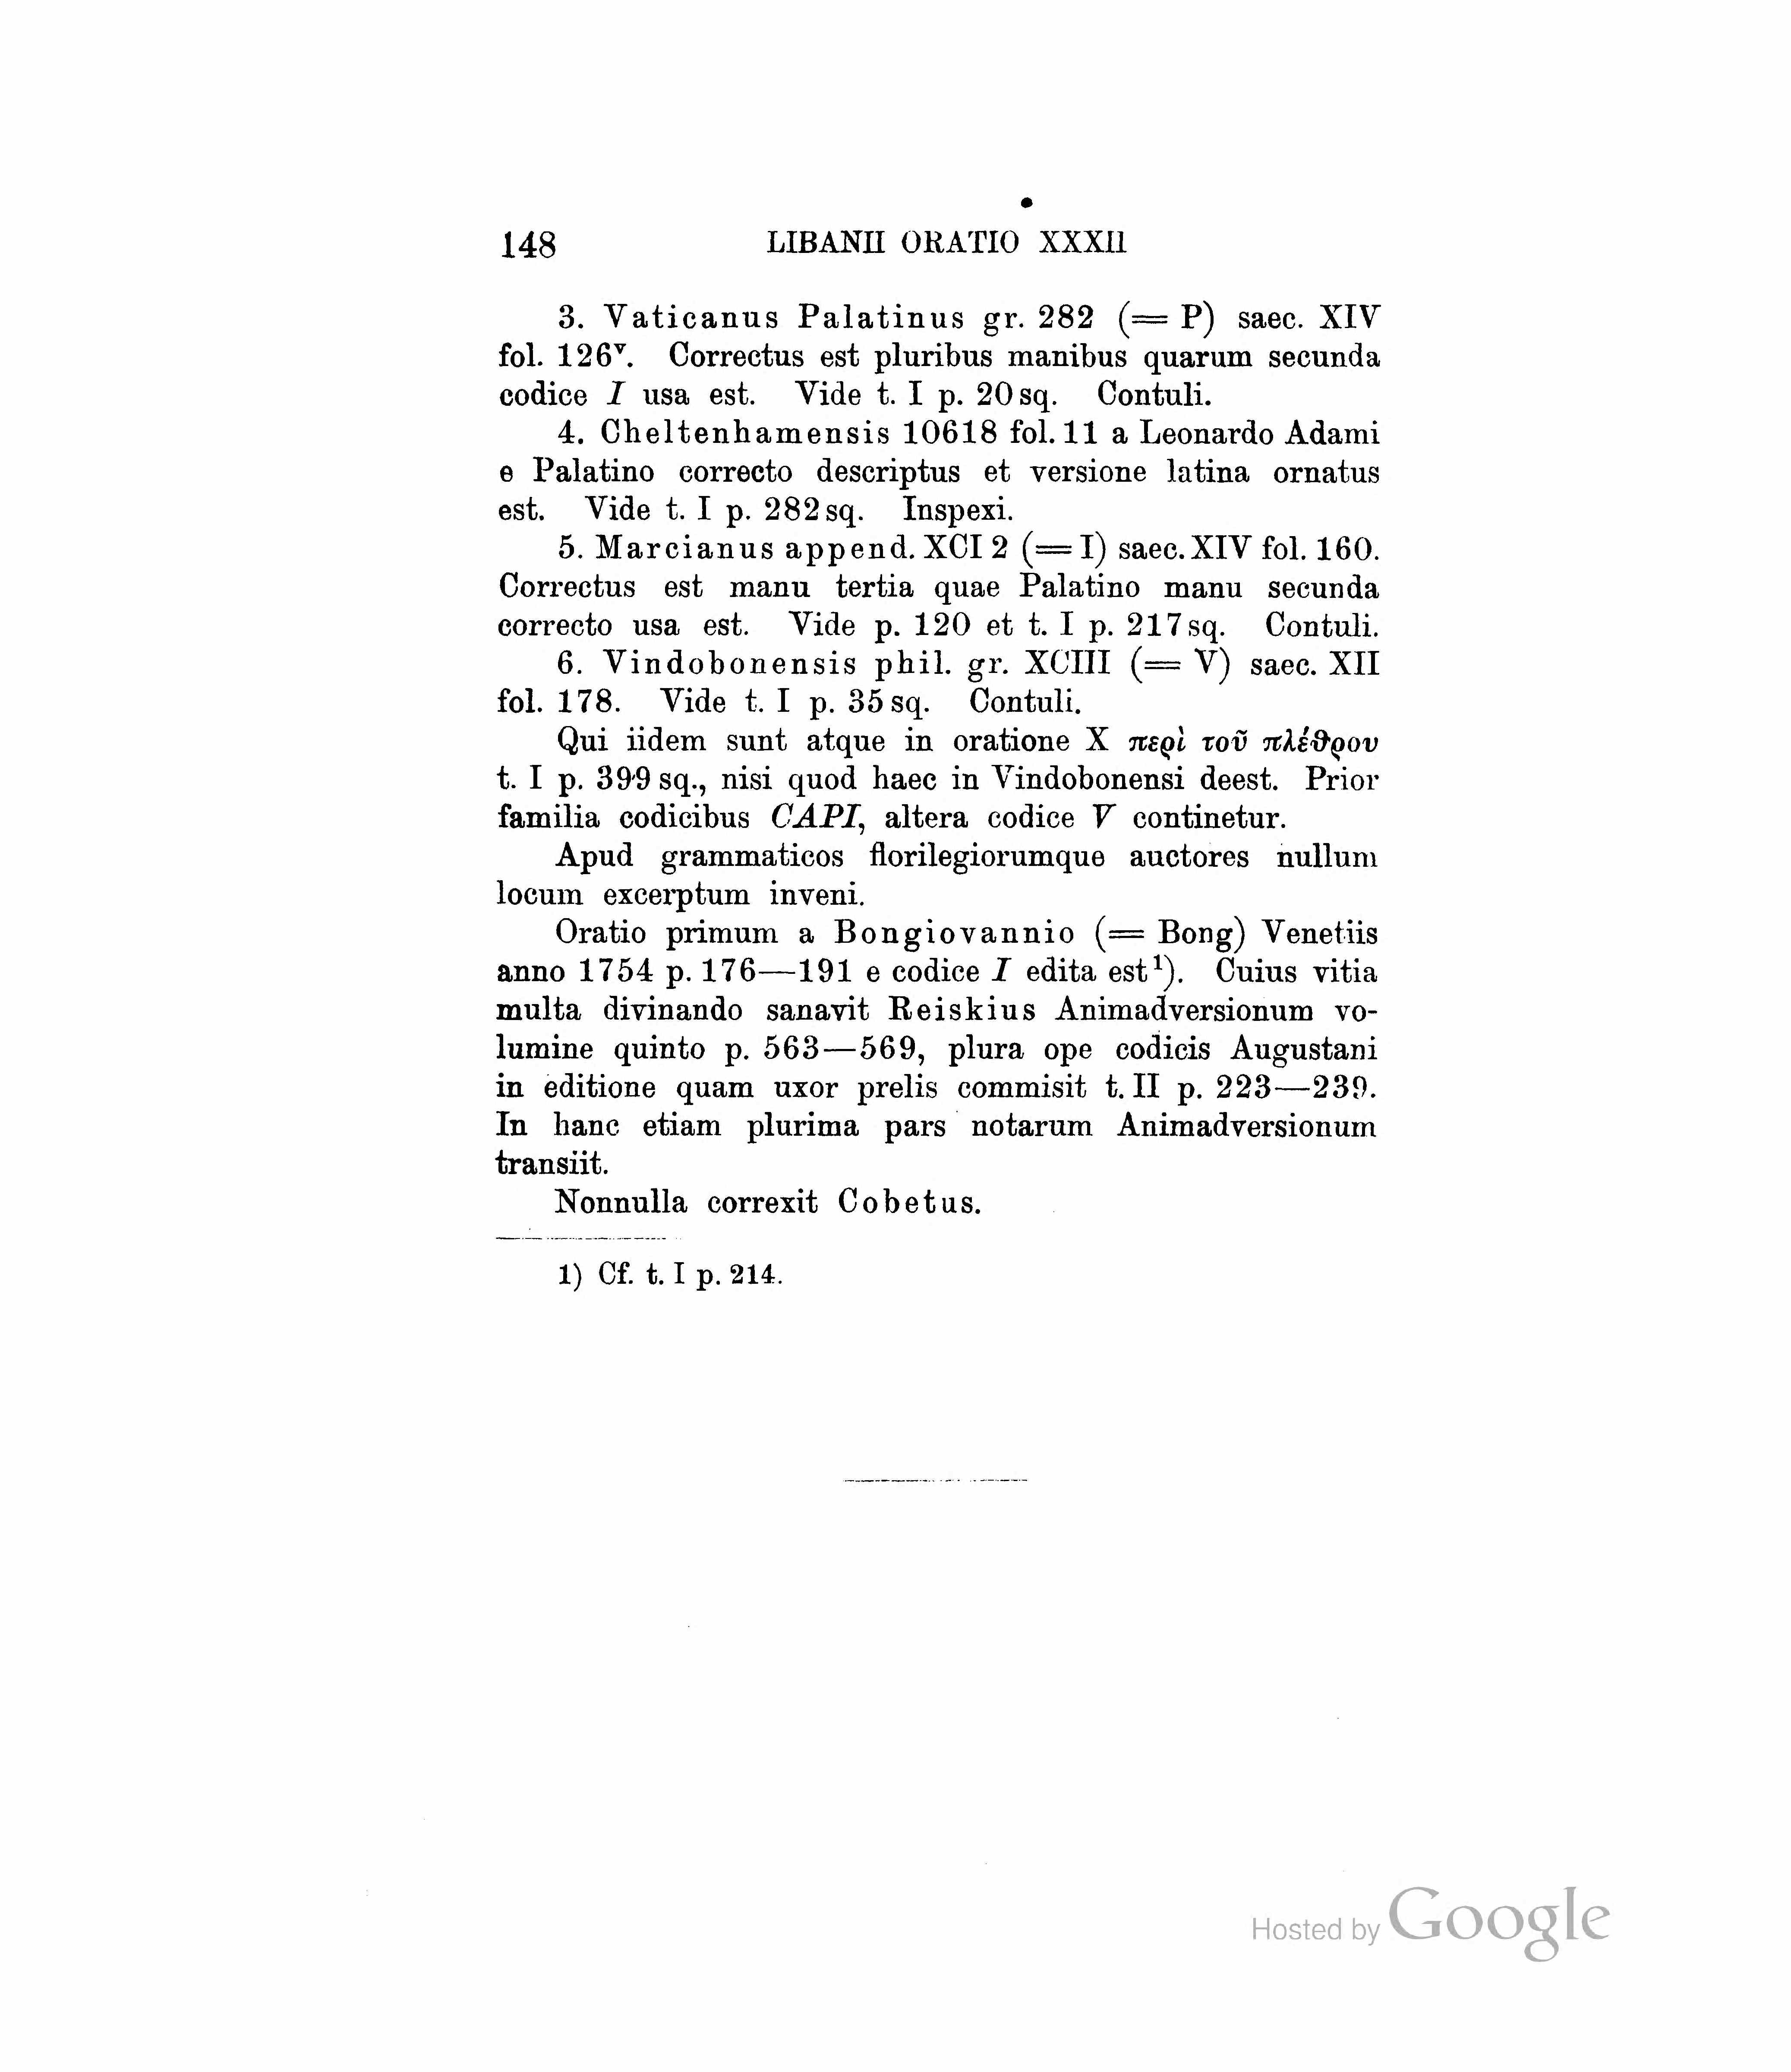 148 LIBANII ORATIO XXXII
3. Vaticanus Palatinus gr. 282 (= P) saec. XIV
fol. 126ᵛ. Correctus est pluribus manibus quarum secunda
codice I usa est. Vide t. I p. 20 sq. Contuli.
4. Cheltenhamensis 10618 fol. 11 a Leonardo Adami
e Palatino correcto descriptus et versione latina ornatus
est. Vide t. I p. 282 sq. Inspexi.
5. Marcianus append. XCI 2 (= I) saec. XIV fol. 160.
Correctus est manu tertia quae Palatino manu secunda
correcto usa est. Vide p. 120 et t. I p. 217 sq. Contuli.
6. Vindobonensis phil. gr. XCIII (= V) saec. XII
fol. 178. Vide t. I p. 35 sq. Contuli.
Qui iidem sunt atque in oratione X περὶ τοῦ πλέθρου
t. I p. 399 sq., nisi quod haec in Vindobonensi deest. Prior
familia codicibus CAPI, altera codice V continetur.
Apud grammaticos florilegiorumque auctores nullum
locum excerptum inveni.
Oratio primum a Bongiovannio (= Bong) Venetiis
anno 1754 p. 176—191 e codice I edita est¹). Cuius vitia
multa divinando sanavit Reiskius Animadversionum vo-
lumine quinto p. 563—569, plura ope codicis Augustani
in editione quam uxor prelis commisit t. II p. 223—239.
In hanc etiam plurima pars notarum Animadversionum
transiit.
Nonnulla correxit Cobetus.
1) Cf. t. I p. 214.
Hosted by Google